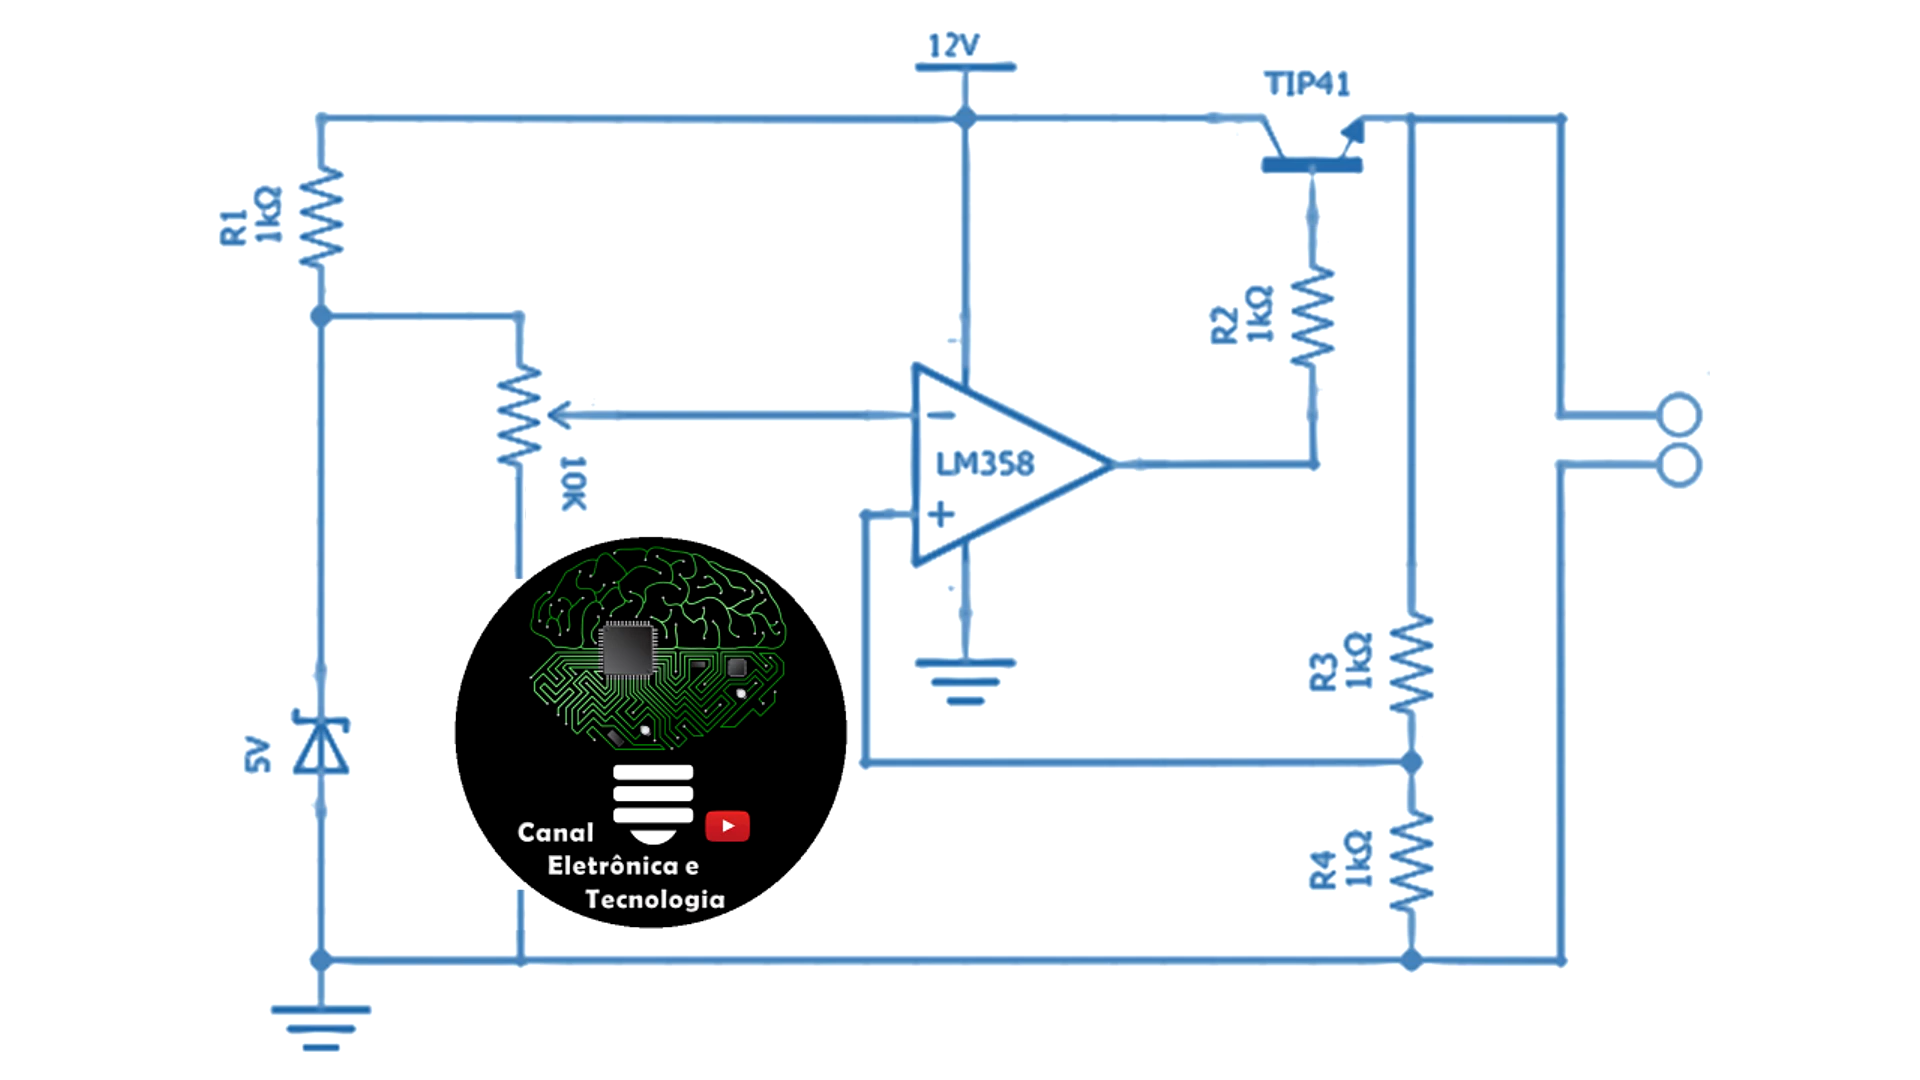 12V
TIP41
R1
1kΩ
R2
1kΩ
10K
LM358
−
+
R3
1kΩ
5V
R4
1kΩ
Canal
Eletrônica e
Tecnologia